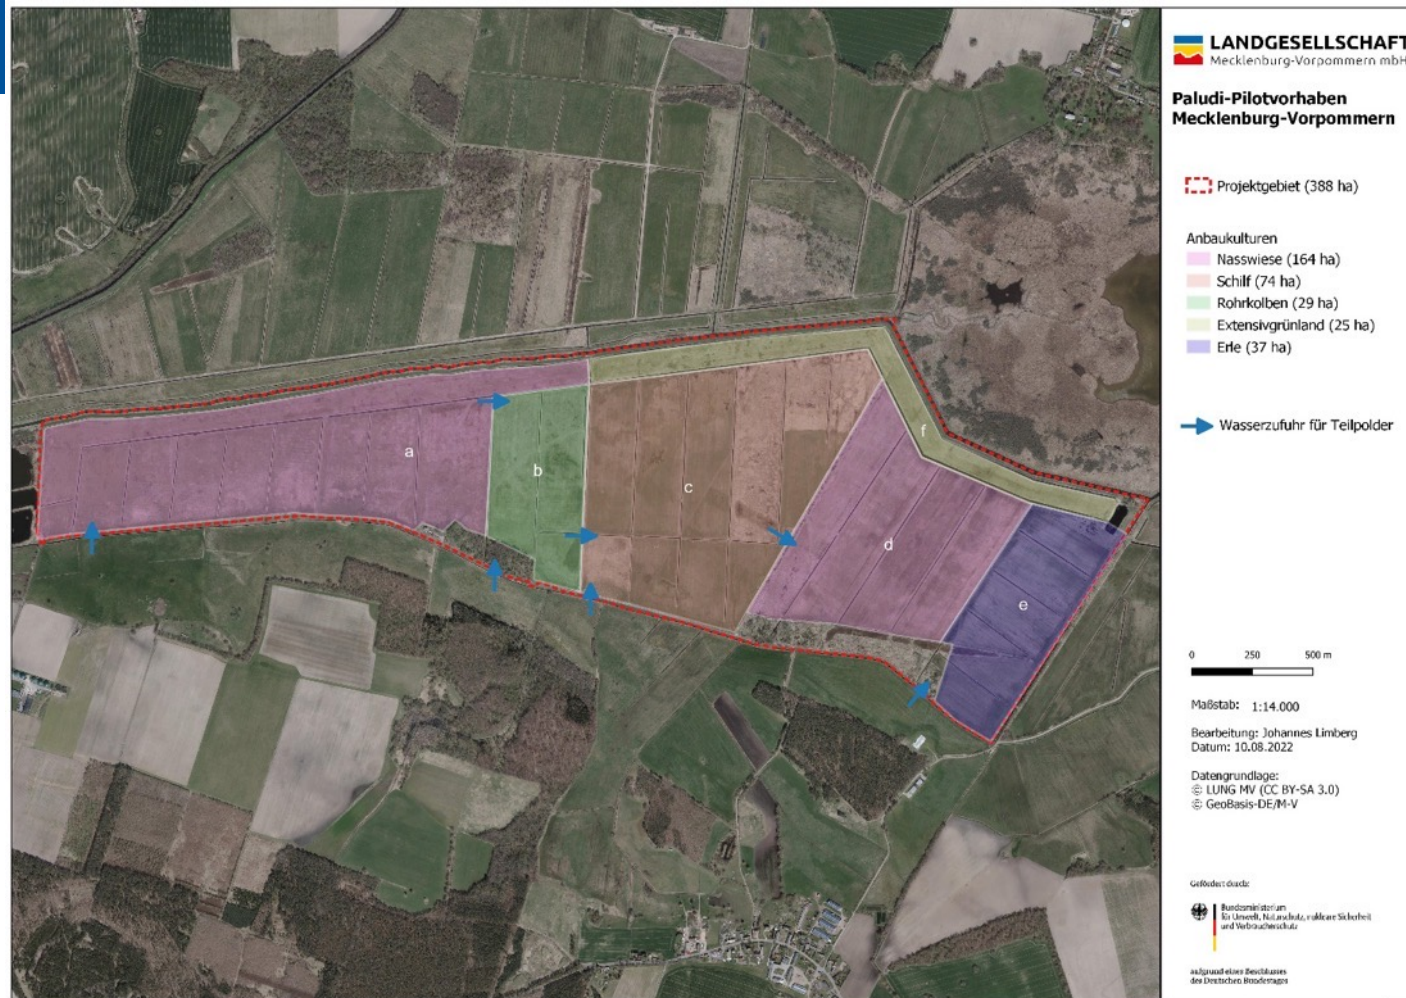 LANDGESELLSCHAFT
Mecklenburg-Vorpommern mbH
Paludi-Pilotvorhaben
Mecklenburg-Vorpommern
Projektgebiet (388 ha)
Anbaukulturen
Nasswiese (164 ha)
Schilf (74 ha)
Rohrkolben (29 ha)
Extensivgrünland (25 ha)
Erle (37 ha)
Wasserzufuhr für Teilpolder
a
b
c
d
e
f
0 250 500 m
Maßstab: 1:14.000
Bearbeitung: Johannes Limberg
Datum: 10.08.2022
Datengrundlage:
© LUNG MV (CC BY-SA 3.0)
© GeoBasis-DE/M-V
Gefördert durch:
Bundesministerium
für Umwelt, Naturschutz, nukleare Sicherheit
und Verbraucherschutz
aufgrund eines Beschlusses
des Deutschen Bundestages